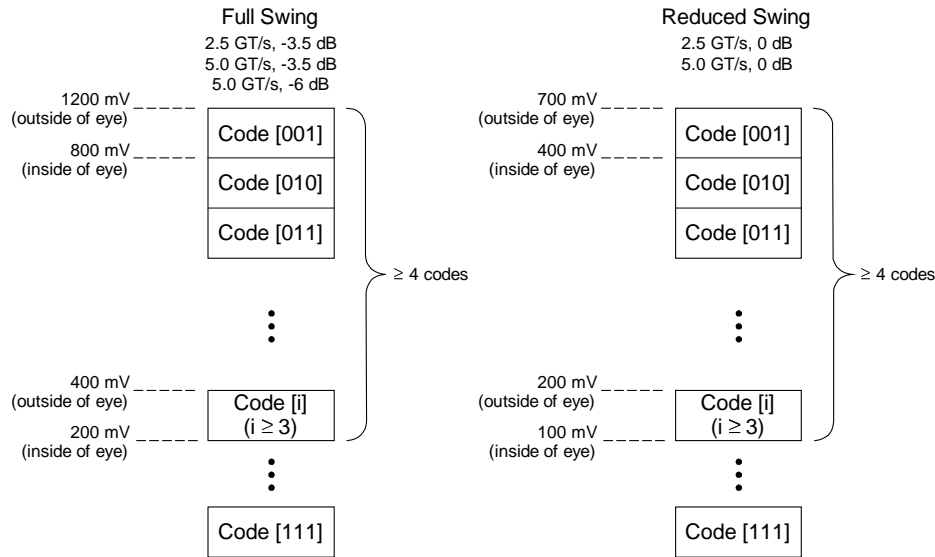 Full Swing
2.5 GT/s, -3.5 dB
5.0 GT/s, -3.5 dB
5.0 GT/s, -6 dB
1200 mV
(outside of eye)
800 mV
(inside of eye)
Code [001]
Code [010]
Code [011]
≥ 4 codes
400 mV
(outside of eye)
200 mV
(inside of eye)
Code [i]
(i ≥ 3)
Code [111]
Reduced Swing
2.5 GT/s, 0 dB
5.0 GT/s, 0 dB
700 mV
(outside of eye)
400 mV
(inside of eye)
Code [001]
Code [010]
Code [011]
≥ 4 codes
200 mV
(outside of eye)
100 mV
(inside of eye)
Code [i]
(i ≥ 3)
Code [111]